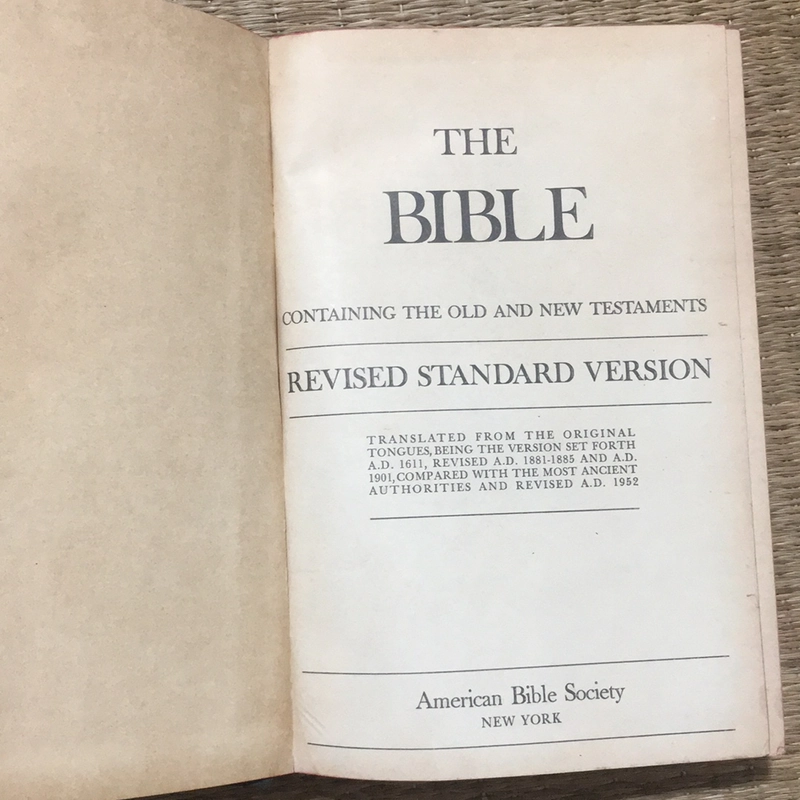 THE
BIBLE
CONTAINING THE OLD AND NEW TESTAMENTS
REVISED STANDARD VERSION
TRANSLATED FROM THE ORIGINAL
TONGUES, BEING THE VERSION SET FORTH
A.D. 1611, REVISED A.D. 1881-1885 AND A.D.
1901, COMPARED WITH THE MOST ANCIENT
AUTHORITIES AND REVISED A.D. 1952
American Bible Society
NEW YORK